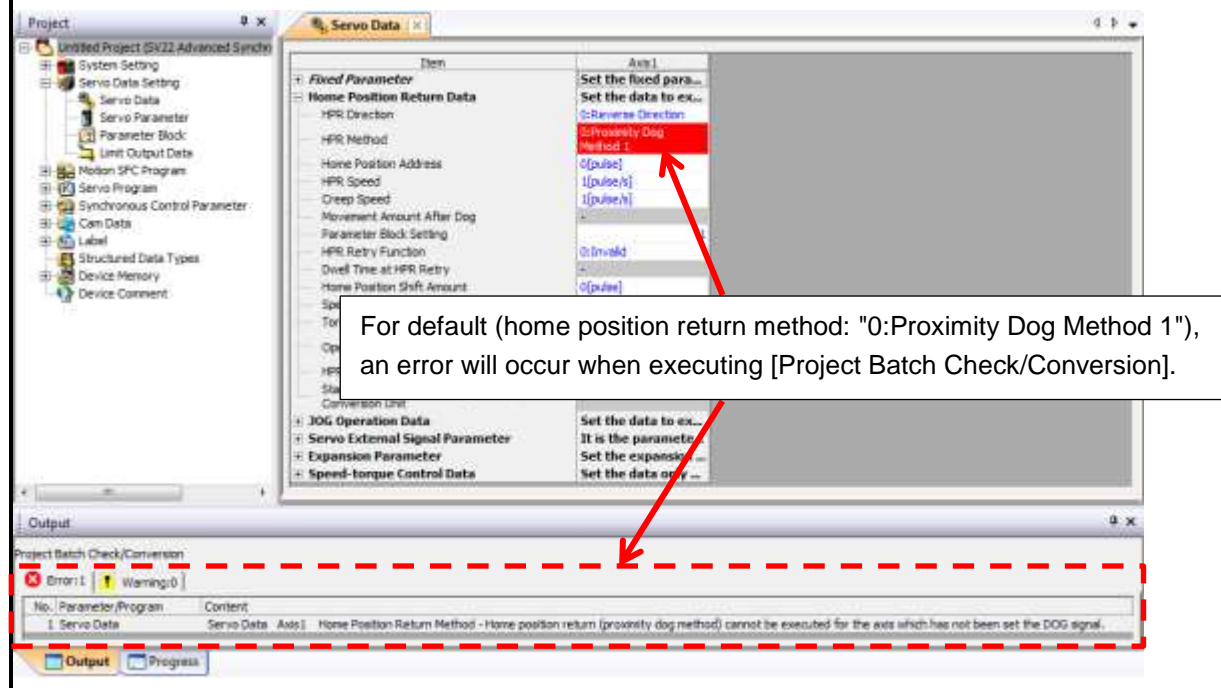 Project
Servo Data
Untitled Project (SV22 Advanced Synchr
System Setting
Servo Data Setting
Servo Data
Servo Parameter
Parameter Block
Limit Output Data
Motion SFC Program
Servo Program
Synchronous Control Parameter
Cam Data
Label
Structured Data Types
Device Memory
Device Comment
Item Axis1
Fixed Parameter Set the fixed para...
Home Position Return Data Set the data to ex...
HPR Direction 0:Reverse Direction
HPR Method 0:Proximity Dog
Method 1
Home Position Address 0[pulse]
HPR Speed 1[pulse/s]
Creep Speed 1[pulse/s]
Movement Amount After Dog -
Parameter Block Setting 1
HPR Retry Function 0:Invalid
Dwell Time at HPR Retry -
Home Position Shift Amount 0[pulse]
For default (home position return method: "0:Proximity Dog Method 1"),
an error will occur when executing [Project Batch Check/Conversion].
Conversion Unit
JOG Operation Data Set the data to ex...
Servo External Signal Parameter It is the paramete...
Expansion Parameter Set the expansion ...
Speed-torque Control Data Set the data only ...
Output
Project Batch Check/Conversion
Error:1 Warning:0
No. Parameter/Program Content
1 Servo Data Servo Data Axis1 Home Position Return Method - Home position return (proximity dog method) cannot be executed for the axis which has not been set the DOG signal.
Output Progress